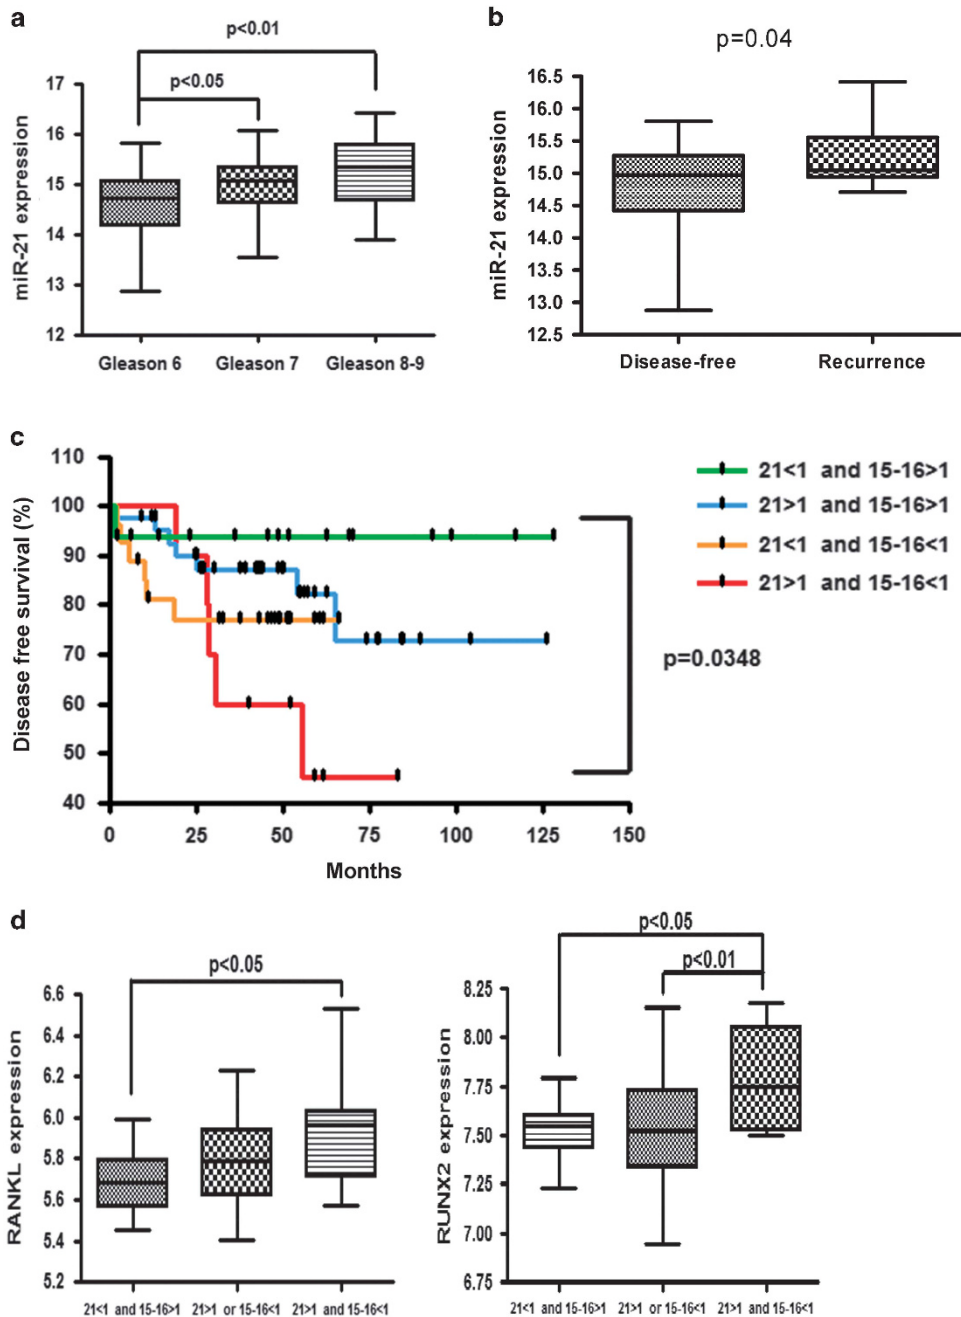 a
p<0.01
p<0.05
miR-21 expression
17
16
15
14
13
12
Gleason 6 Gleason 7 Gleason 8-9
b
p=0.04
miR-21 expression
16.5
16.0
15.5
15.0
14.5
14.0
13.5
13.0
12.5
Disease-free Recurrence
c
Disease free survival (%)
110
100
90
80
70
60
50
40
0 25 50 75 100 125 150
Months
21<1 and 15-16>1
21>1 and 15-16>1
21<1 and 15-16<1
21>1 and 15-16<1
p=0.0348
d
p<0.05
RANKL expression
6.6
6.4
6.2
6.0
5.8
5.6
5.4
5.2
21<1 and 15-16>1 21>1 or 15-16<1 21>1 and 15-16<1
p<0.05
p<0.01
RUNX2 expression
8.25
8.00
7.75
7.50
7.25
7.00
6.75
21<1 and 15-16>1 21>1 or 15-16<1 21>1 and 15-16<1